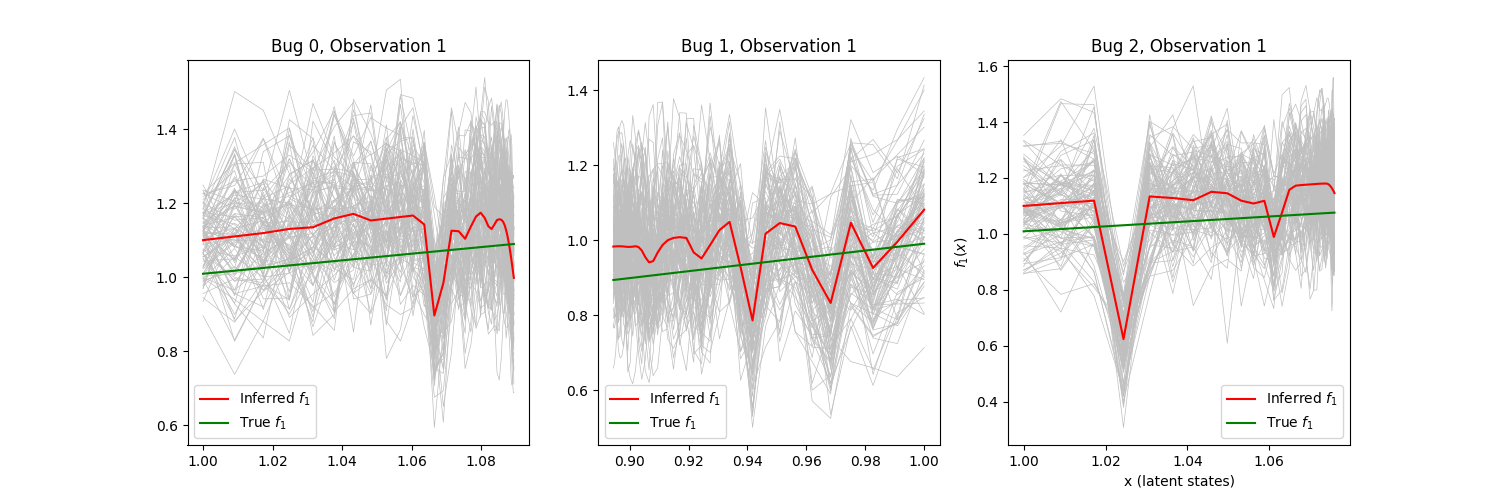 Bug 0, Observation 1
1.4
1.2
1.0
0.8
0.6
Inferred f₁
True f₁
1.00 1.02 1.04 1.06 1.08
Bug 1, Observation 1
1.4
1.2
1.0
0.8
0.6
Inferred f₁
True f₁
0.90 0.92 0.94 0.96 0.98 1.00
Bug 2, Observation 1
f₁(x)
1.6
1.4
1.2
1.0
0.8
0.6
0.4
Inferred f₁
True f₁
1.00 1.02 1.04 1.06
x (latent states)